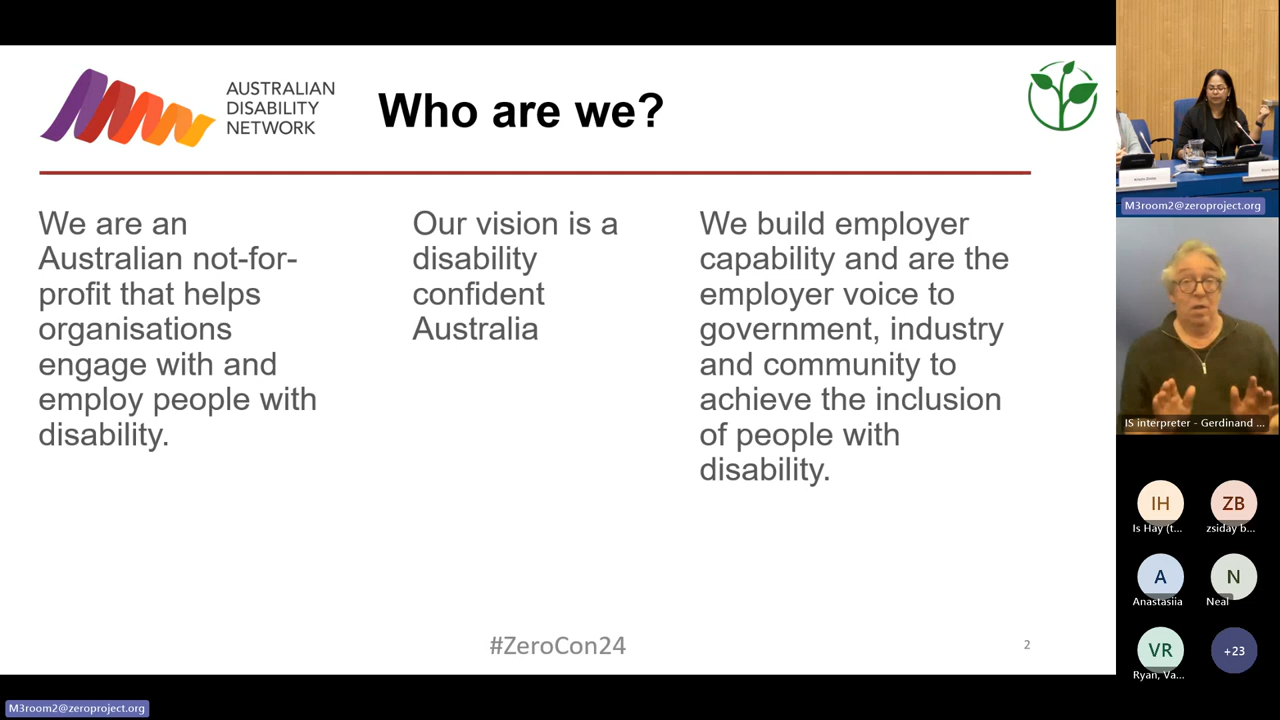 AUSTRALIAN
DISABILITY
NETWORK
Who are we?
We are an
Australian not-for-
profit that helps
organisations
engage with and
employ people with
disability.
Our vision is a
disability
confident
Australia
We build employer
capability and are the
employer voice to
government, industry
and community to
achieve the inclusion
of people with
disability.
#ZeroCon24
2
M3room2@zeroproject.org
IS interpreter - Gerdinand ...
IH
Is Hay (t...
ZB
zsiday b...
A
Anastasiia
N
Neal
VR
Ryan, Va...
+23
M3room2@zeroproject.org